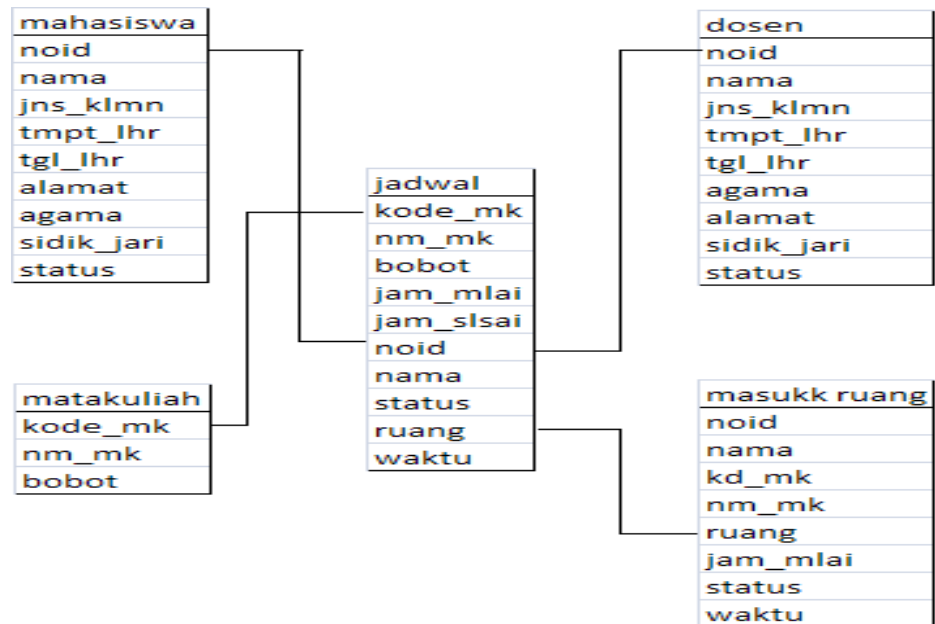 mahasiswa
noid
nama
jns_klmn
tmpt_lhr
tgl_lhr
alamat
agama
sidik_jari
status
matakuliah
kode_mk
nm_mk
bobot
jadwal
kode_mk
nm_mk
bobot
jam_mlai
jam_slsai
noid
nama
status
ruang
waktu
dosen
noid
nama
jns_klmn
tmpt_lhr
tgl_lhr
agama
alamat
sidik_jari
status
masukk ruang
noid
nama
kd_mk
nm_mk
ruang
jam_mlai
status
waktu